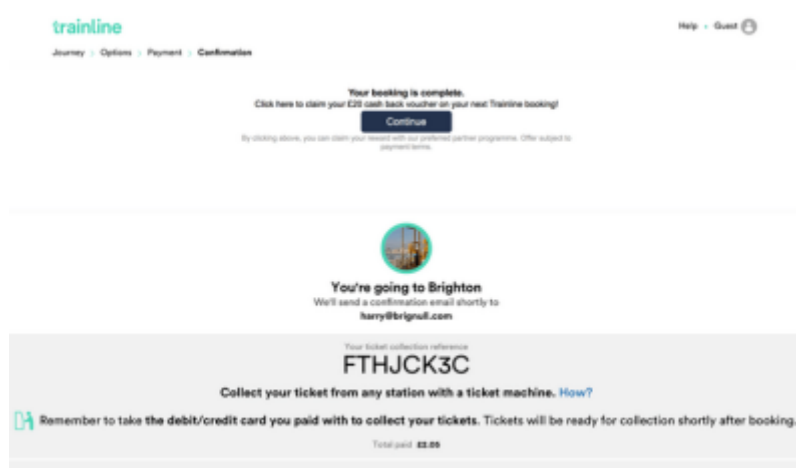 trainline
Help • Guest
Journey > Options > Payment > Confirmation
Your booking is complete.
Click here to claim your £20 cash back voucher on your next Trainline booking!
Continue
By clicking above, you can claim your reward with our preferred partner programme. Offer subject to
payment terms.
You're going to Brighton
We'll send a confirmation email shortly to
harry@brignull.com
Your ticket collection reference
FTHJCK3C
Collect your ticket from any station with a ticket machine. How?
Remember to take the debit/credit card you paid with to collect your tickets. Tickets will be ready for collection shortly after booking.
Total paid